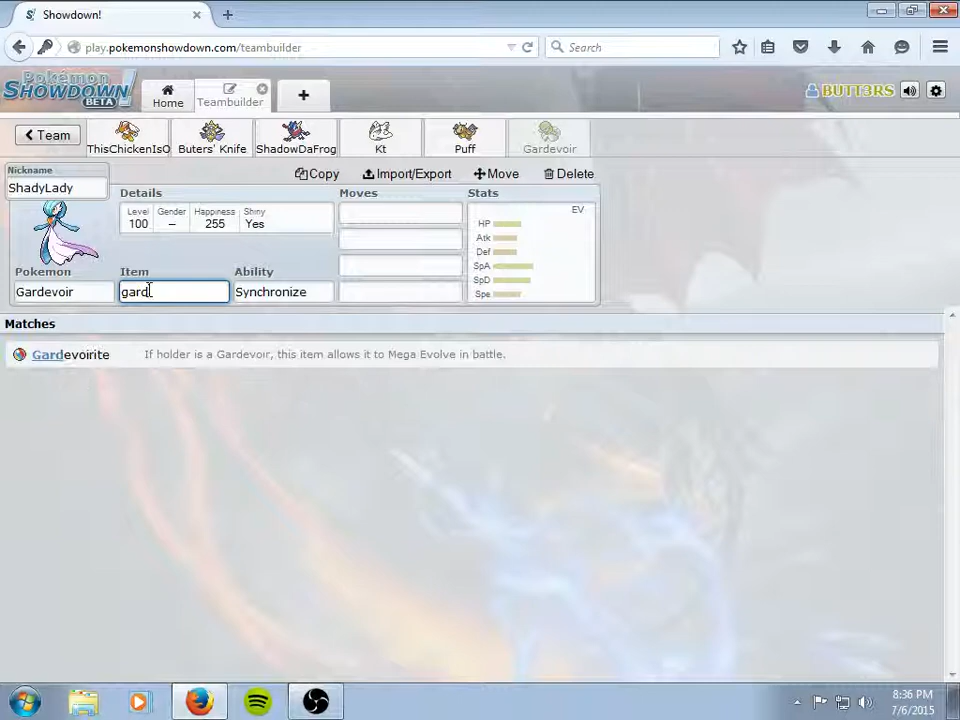 Showdown!
play.pokemonshowdown.com/teambuilder
Search
Pokémon
SHOWDOWN
BETA
Home
Teambuilder
BUTT3RS
Team
ThisChickenIsO
Buters' Knife
ShadowDaFrog
Kt
Puff
Gardevoir
Nickname
ShadyLady
Copy
Import/Export
Move
Delete
Details
Moves
Stats
Level
Gender
Happiness
Shiny
100
–
255
Yes
EV
HP
Atk
Def
SpA
SpD
Spe
Pokemon
Item
Ability
Gardevoir
gard
Synchronize
Matches
Gardevoirite
If holder is a Gardevoir, this item allows it to Mega Evolve in battle.
8:36 PM
7/6/2015